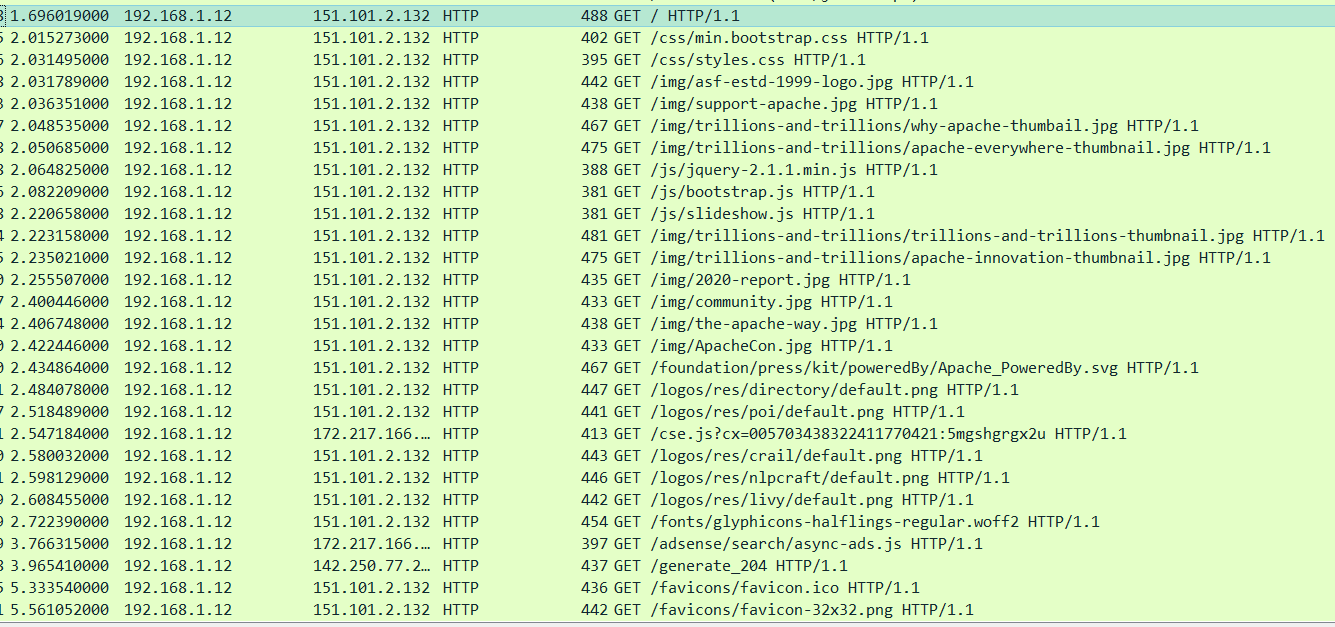 1.696019000 192.168.1.12 151.101.2.132 HTTP 488 GET / HTTP/1.1
2.015273000 192.168.1.12 151.101.2.132 HTTP 402 GET /css/min.bootstrap.css HTTP/1.1
2.031495000 192.168.1.12 151.101.2.132 HTTP 395 GET /css/styles.css HTTP/1.1
2.031789000 192.168.1.12 151.101.2.132 HTTP 442 GET /img/asf-estd-1999-logo.jpg HTTP/1.1
2.036351000 192.168.1.12 151.101.2.132 HTTP 438 GET /img/support-apache.jpg HTTP/1.1
2.048535000 192.168.1.12 151.101.2.132 HTTP 467 GET /img/trillions-and-trillions/why-apache-thumbail.jpg HTTP/1.1
2.050685000 192.168.1.12 151.101.2.132 HTTP 475 GET /img/trillions-and-trillions/apache-everywhere-thumbnail.jpg HTTP/1.1
2.064825000 192.168.1.12 151.101.2.132 HTTP 388 GET /js/jquery-2.1.1.min.js HTTP/1.1
2.082209000 192.168.1.12 151.101.2.132 HTTP 381 GET /js/bootstrap.js HTTP/1.1
2.220658000 192.168.1.12 151.101.2.132 HTTP 381 GET /js/slideshow.js HTTP/1.1
2.223158000 192.168.1.12 151.101.2.132 HTTP 481 GET /img/trillions-and-trillions/trillions-and-trillions-thumbnail.jpg HTTP/1.1
2.235021000 192.168.1.12 151.101.2.132 HTTP 475 GET /img/trillions-and-trillions/apache-innovation-thumbnail.jpg HTTP/1.1
2.255507000 192.168.1.12 151.101.2.132 HTTP 435 GET /img/2020-report.jpg HTTP/1.1
2.400446000 192.168.1.12 151.101.2.132 HTTP 433 GET /img/community.jpg HTTP/1.1
2.406748000 192.168.1.12 151.101.2.132 HTTP 438 GET /img/the-apache-way.jpg HTTP/1.1
2.422446000 192.168.1.12 151.101.2.132 HTTP 433 GET /img/ApacheCon.jpg HTTP/1.1
2.434864000 192.168.1.12 151.101.2.132 HTTP 467 GET /foundation/press/kit/poweredBy/Apache_PoweredBy.svg HTTP/1.1
2.484078000 192.168.1.12 151.101.2.132 HTTP 447 GET /logos/res/directory/default.png HTTP/1.1
2.518489000 192.168.1.12 151.101.2.132 HTTP 441 GET /logos/res/poi/default.png HTTP/1.1
2.547184000 192.168.1.12 172.217.166.… HTTP 413 GET /cse.js?cx=005703438322411770421:5mgshgrgx2u HTTP/1.1
2.580032000 192.168.1.12 151.101.2.132 HTTP 443 GET /logos/res/crail/default.png HTTP/1.1
2.598129000 192.168.1.12 151.101.2.132 HTTP 446 GET /logos/res/nlpcraft/default.png HTTP/1.1
2.608455000 192.168.1.12 151.101.2.132 HTTP 442 GET /logos/res/livy/default.png HTTP/1.1
2.722390000 192.168.1.12 151.101.2.132 HTTP 454 GET /fonts/glyphicons-halflings-regular.woff2 HTTP/1.1
3.766315000 192.168.1.12 172.217.166.… HTTP 397 GET /adsense/search/async-ads.js HTTP/1.1
3.965410000 192.168.1.12 142.250.77.2… HTTP 437 GET /generate_204 HTTP/1.1
5.333540000 192.168.1.12 151.101.2.132 HTTP 436 GET /favicons/favicon.ico HTTP/1.1
5.561052000 192.168.1.12 151.101.2.132 HTTP 442 GET /favicons/favicon-32x32.png HTTP/1.1